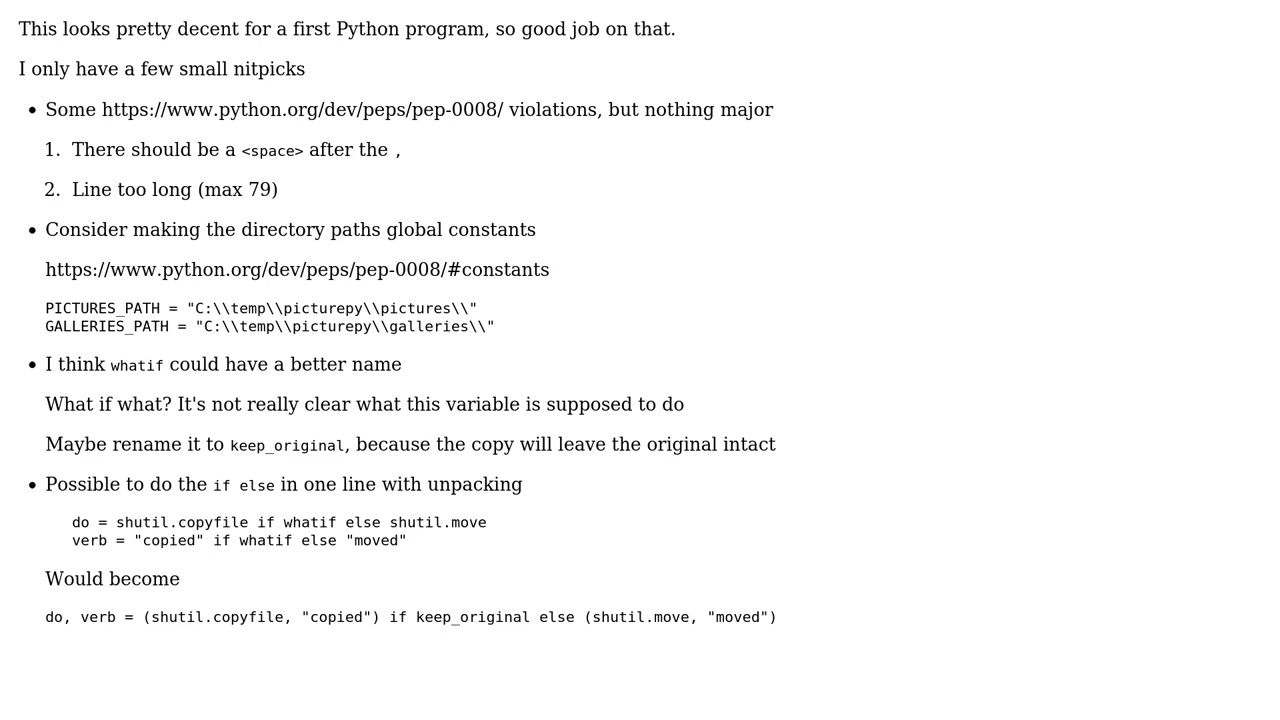 This looks pretty decent for a first Python program, so good job on that.
I only have a few small nitpicks
• Some https://www.python.org/dev/peps/pep-0008/ violations, but nothing major
1. There should be a <space> after the ,
2. Line too long (max 79)
• Consider making the directory paths global constants
https://www.python.org/dev/peps/pep-0008/#constants
PICTURES_PATH = "C:\\temp\\picturepy\\pictures\\"
GALLERIES_PATH = "C:\\temp\\picturepy\\galleries\\"
• I think whatif could have a better name
What if what? It's not really clear what this variable is supposed to do
Maybe rename it to keep_original, because the copy will leave the original intact
• Possible to do the if else in one line with unpacking
do = shutil.copyfile if whatif else shutil.move
verb = "copied" if whatif else "moved"
Would become
do, verb = (shutil.copyfile, "copied") if keep_original else (shutil.move, "moved")